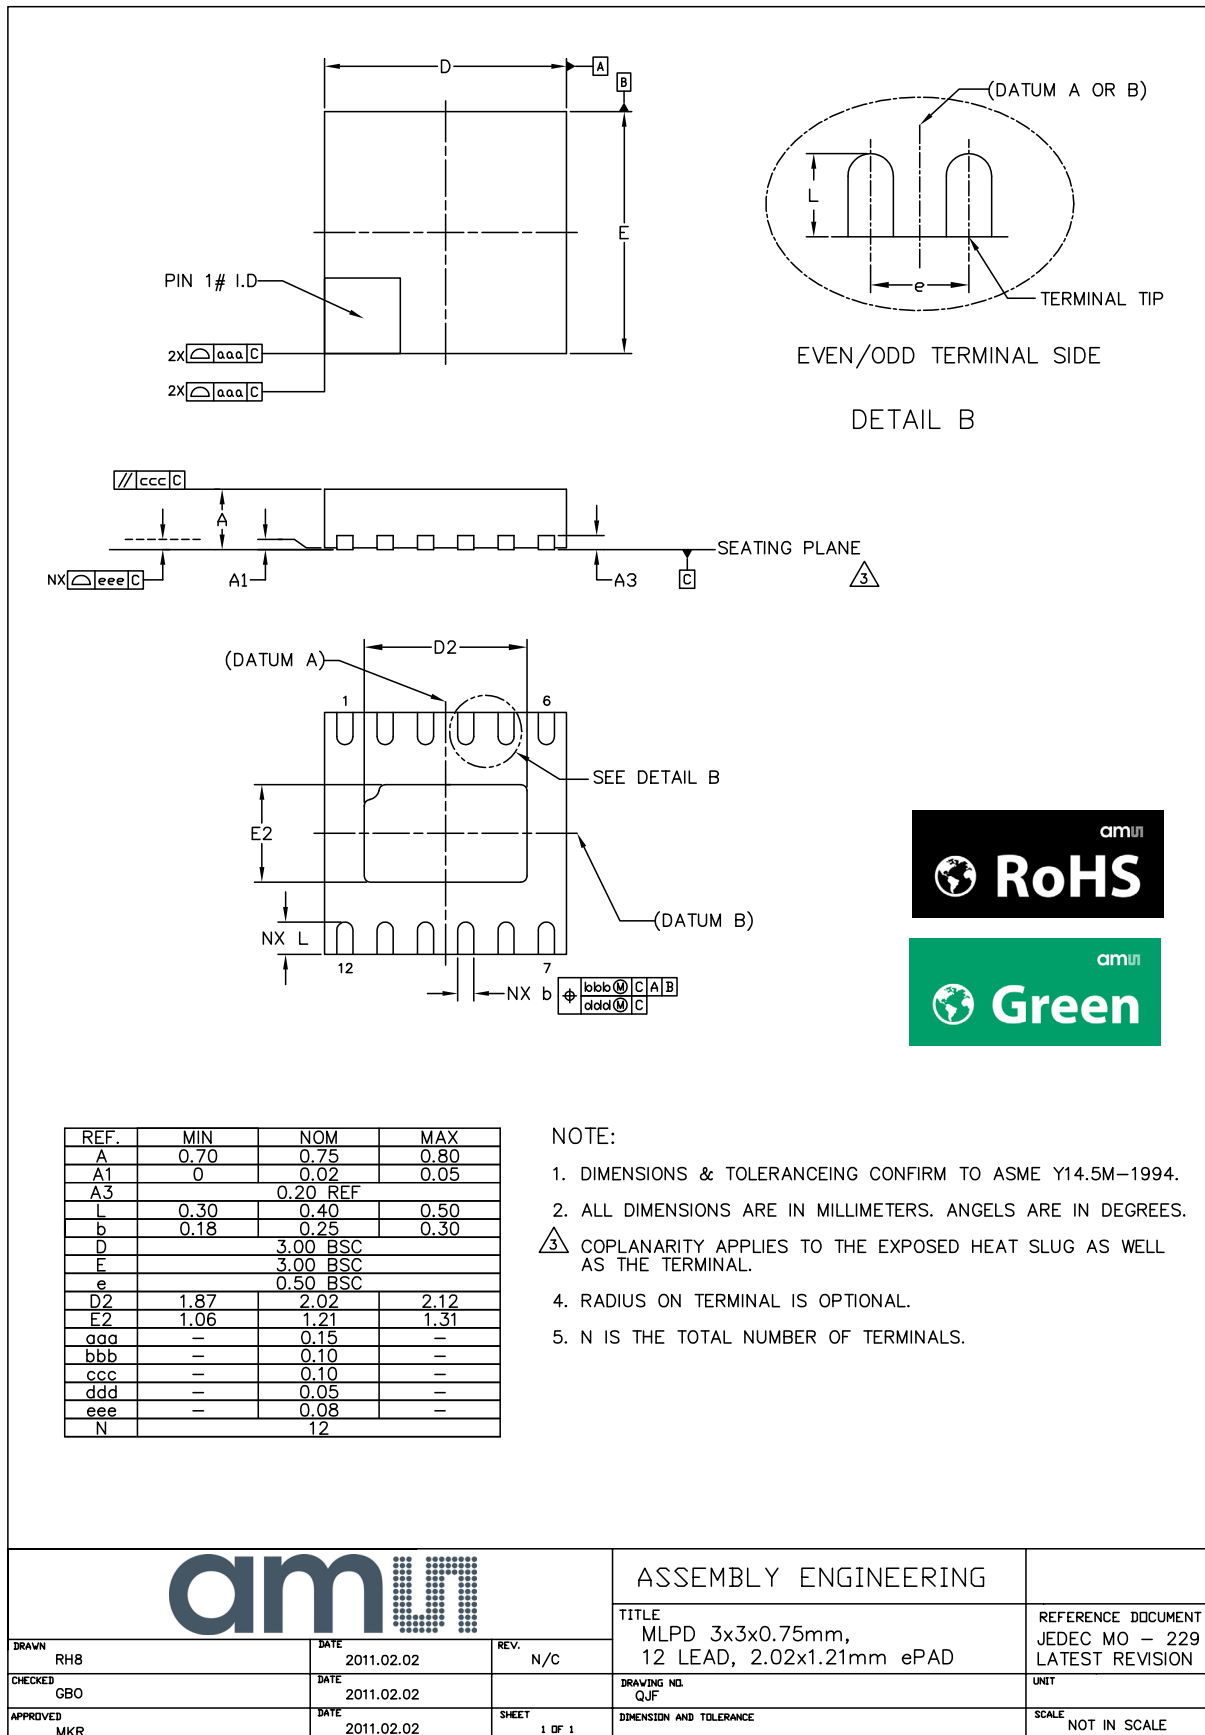 D
A
B
(DATUM A OR B)
L
E
e
PIN 1# I.D
TERMINAL TIP
2X aaa C
EVEN/ODD TERMINAL SIDE
2X aaa C
DETAIL B
// ccc C
A
SEATING PLANE
NX eee C
A1
A3
C
3
D2
(DATUM A)
1
6
SEE DETAIL B
E2
amu
RoHS
(DATUM B)
NX L
12
7
amu
Green
NX b bbb M C A B
ddd M C
REF. MIN NOM MAX
A 0.70 0.75 0.80
A1 0 0.02 0.05
A3 0.20 REF
L 0.30 0.40 0.50
b 0.18 0.25 0.30
D 3.00 BSC
E 3.00 BSC
e 0.50 BSC
D2 1.87 2.02 2.12
E2 1.06 1.21 1.31
aaa – 0.15 –
bbb – 0.10 –
ccc – 0.10 –
ddd – 0.05 –
eee – 0.08 –
N 12
NOTE:
1. DIMENSIONS & TOLERANCEING CONFIRM TO ASME Y14.5M–1994.
2. ALL DIMENSIONS ARE IN MILLIMETERS. ANGELS ARE IN DEGREES.
3 COPLANARITY APPLIES TO THE EXPOSED HEAT SLUG AS WELL
AS THE TERMINAL.
4. RADIUS ON TERMINAL IS OPTIONAL.
5. N IS THE TOTAL NUMBER OF TERMINALS.
amu
ASSEMBLY ENGINEERING
TITLE
MLPD 3x3x0.75mm,
12 LEAD, 2.02x1.21mm ePAD
REFERENCE DOCUMENT
JEDEC MO – 229
LATEST REVISION
DRAWN RH8
DATE 2011.02.02
REV. N/C
CHECKED GBO
DATE 2011.02.02
DRAWING NO. QJF
UNIT
APPROVED MKR
DATE 2011.02.02
SHEET 1 OF 1
DIMENSION AND TOLERANCE
SCALE NOT IN SCALE